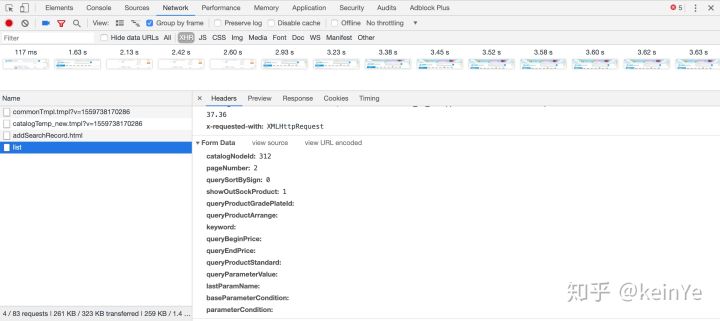 Elements Console Sources Network Performance Memory Application Security Audits Adblock Plus 5
View: Group by frame Preserve log Disable cache Offline No throttling
Filter Hide data URLs All XHR JS CSS Img Media Font Doc WS Manifest Other
117 ms 1.63 s 2.13 s 2.42 s 2.60 s 2.93 s 3.23 s 3.38 s 3.45 s 3.52 s 3.58 s 3.60 s 3.62 s 3.63 s
Name
commonTmpl.tmpl?v=1559738170286
catalogTemp_new.tmpl?v=1559738170286
addSearchRecord.html
list
4 / 83 requests | 261 KB / 323 KB transferred | 259 KB / 1.4 ...
Headers Preview Response Cookies Timing
37.36
x-requested-with: XMLHttpRequest
Form Data view source view URL encoded
catalogNodeId: 312
pageNumber: 2
querySortBySign: 0
showOutSockProduct: 1
queryProductGradePlateId:
queryProductArrange:
keyword:
queryBeginPrice:
queryEndPrice:
queryProductStandard:
queryParameterValue:
lastParamName:
baseParameterCondition:
parameterCondition:
知乎 @keinYe